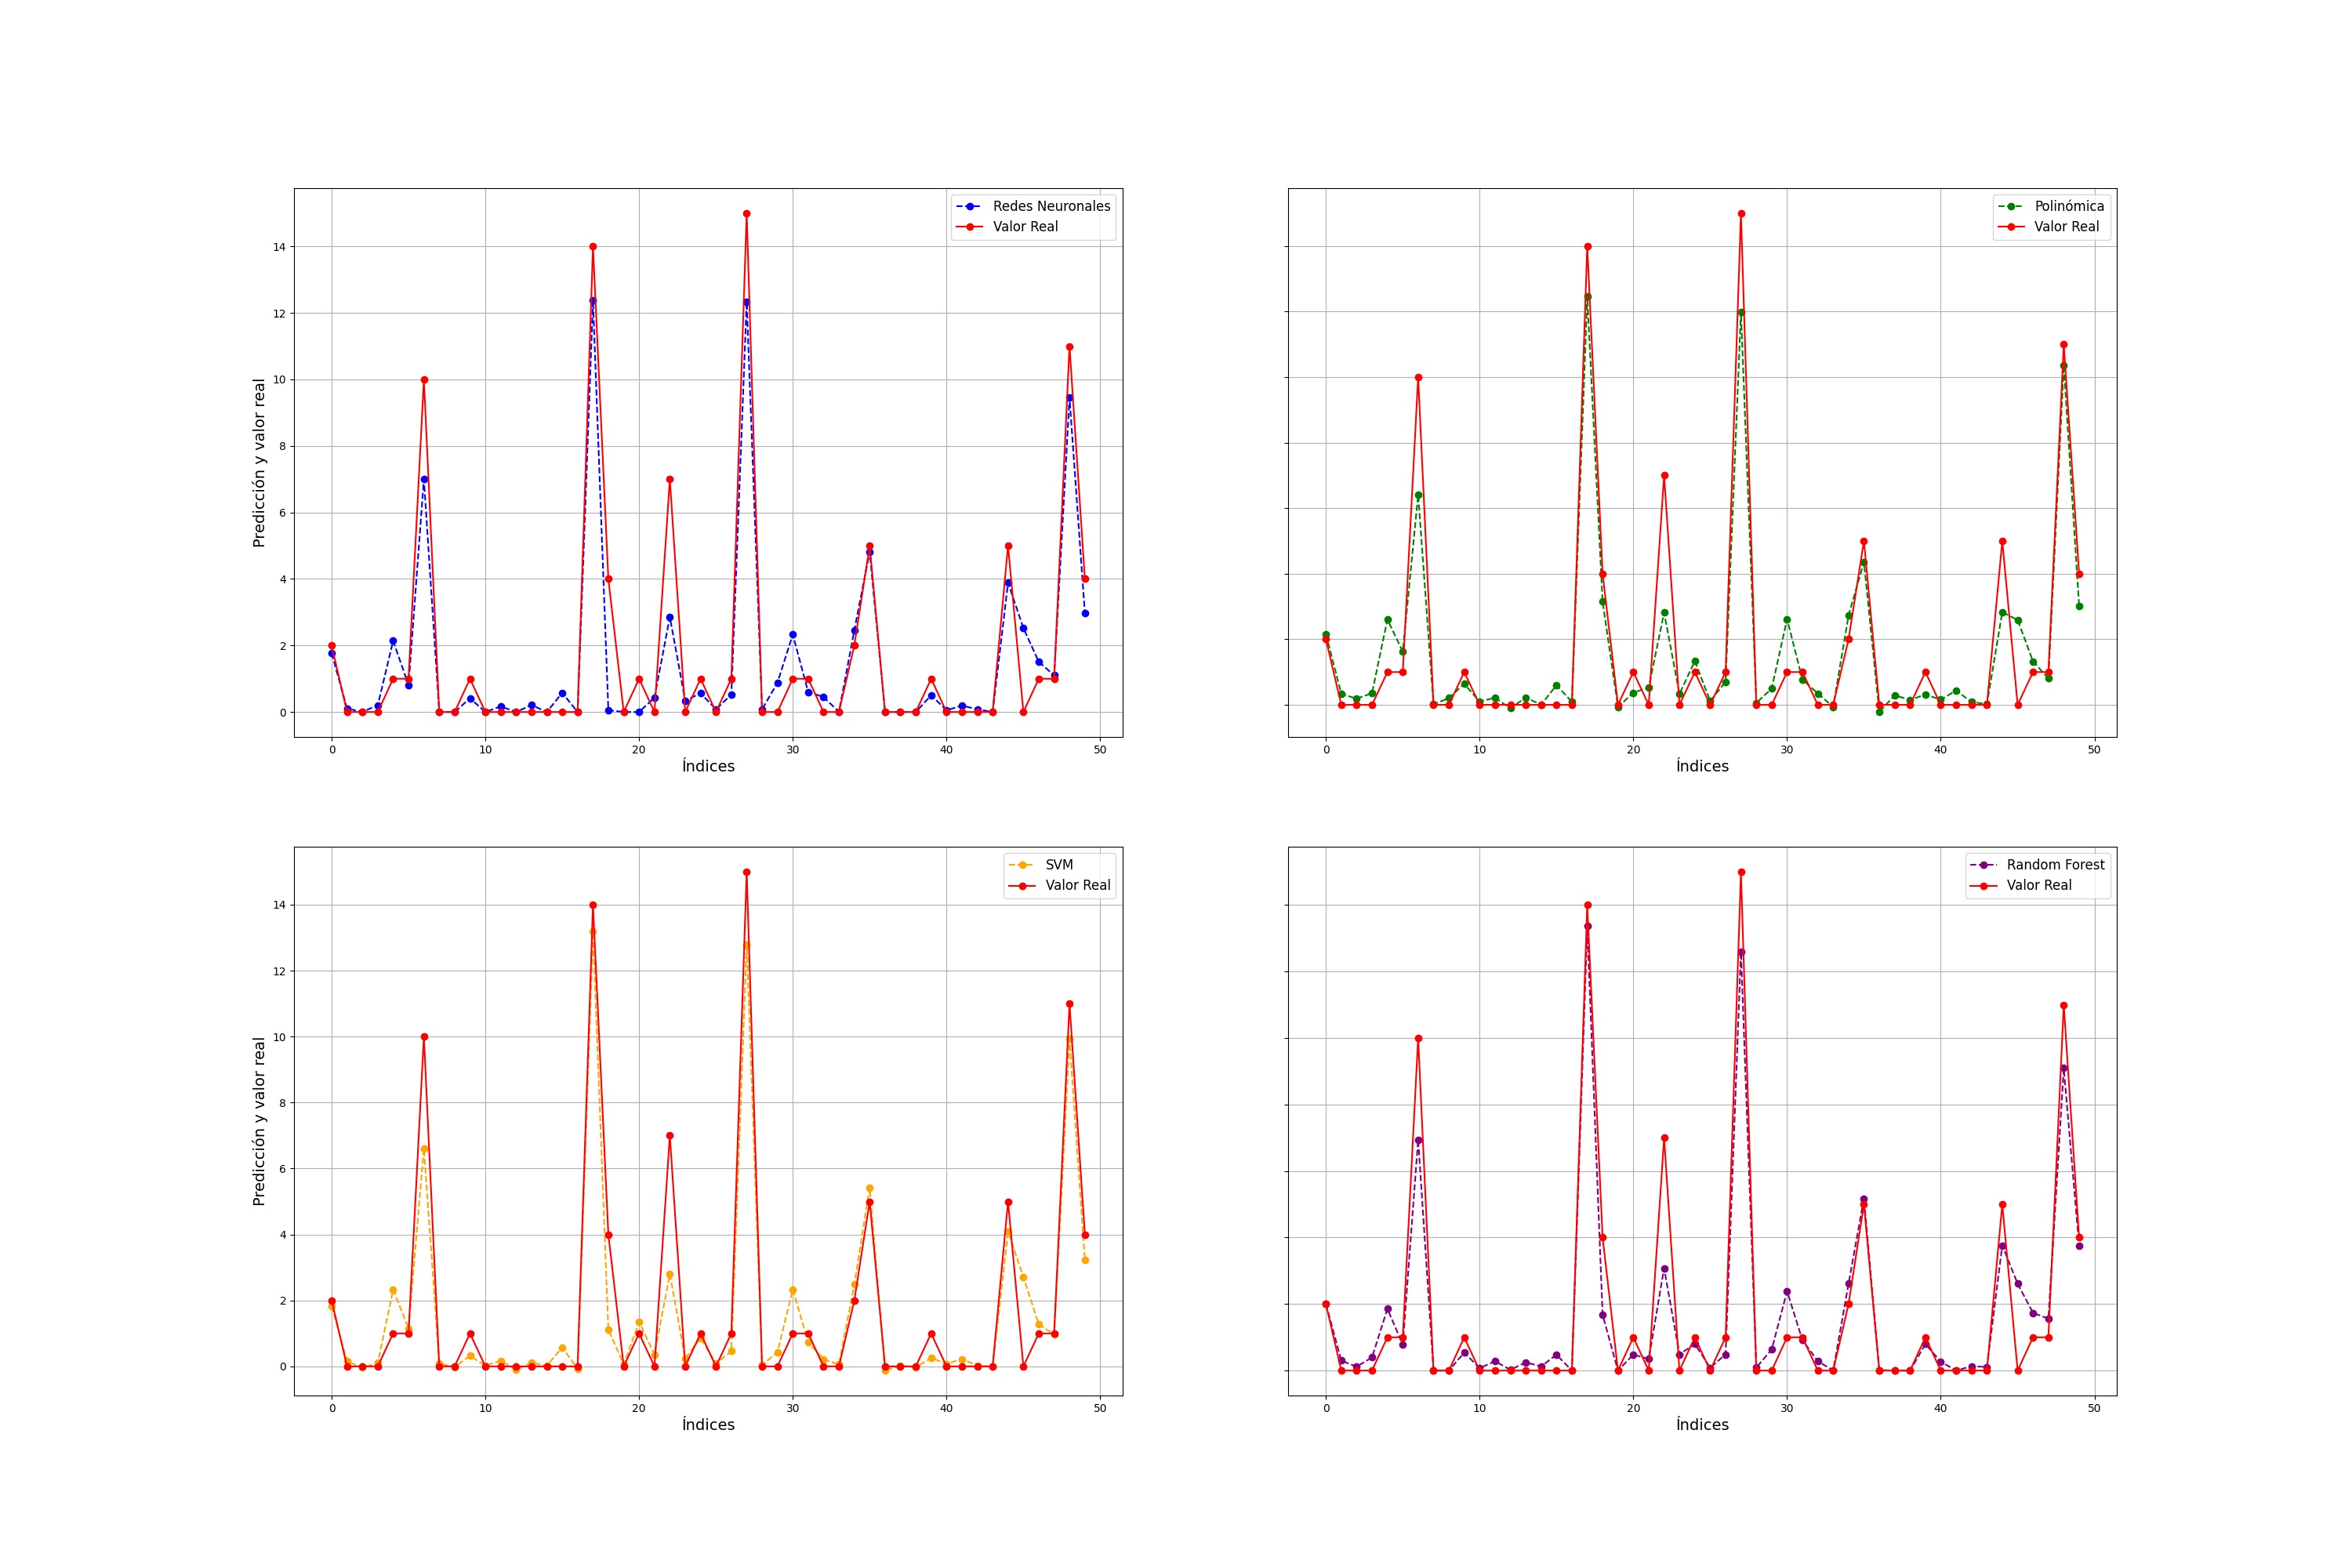 Redes Neuronales
Valor Real
14
12
10
8
6
4
2
0
Predicción y valor real
0 10 20 30 40 50
Índices
Polinómica
Valor Real
0 10 20 30 40 50
Índices
SVM
Valor Real
14
12
10
8
6
4
2
0
Predicción y valor real
0 10 20 30 40 50
Índices
Random Forest
Valor Real
0 10 20 30 40 50
Índices